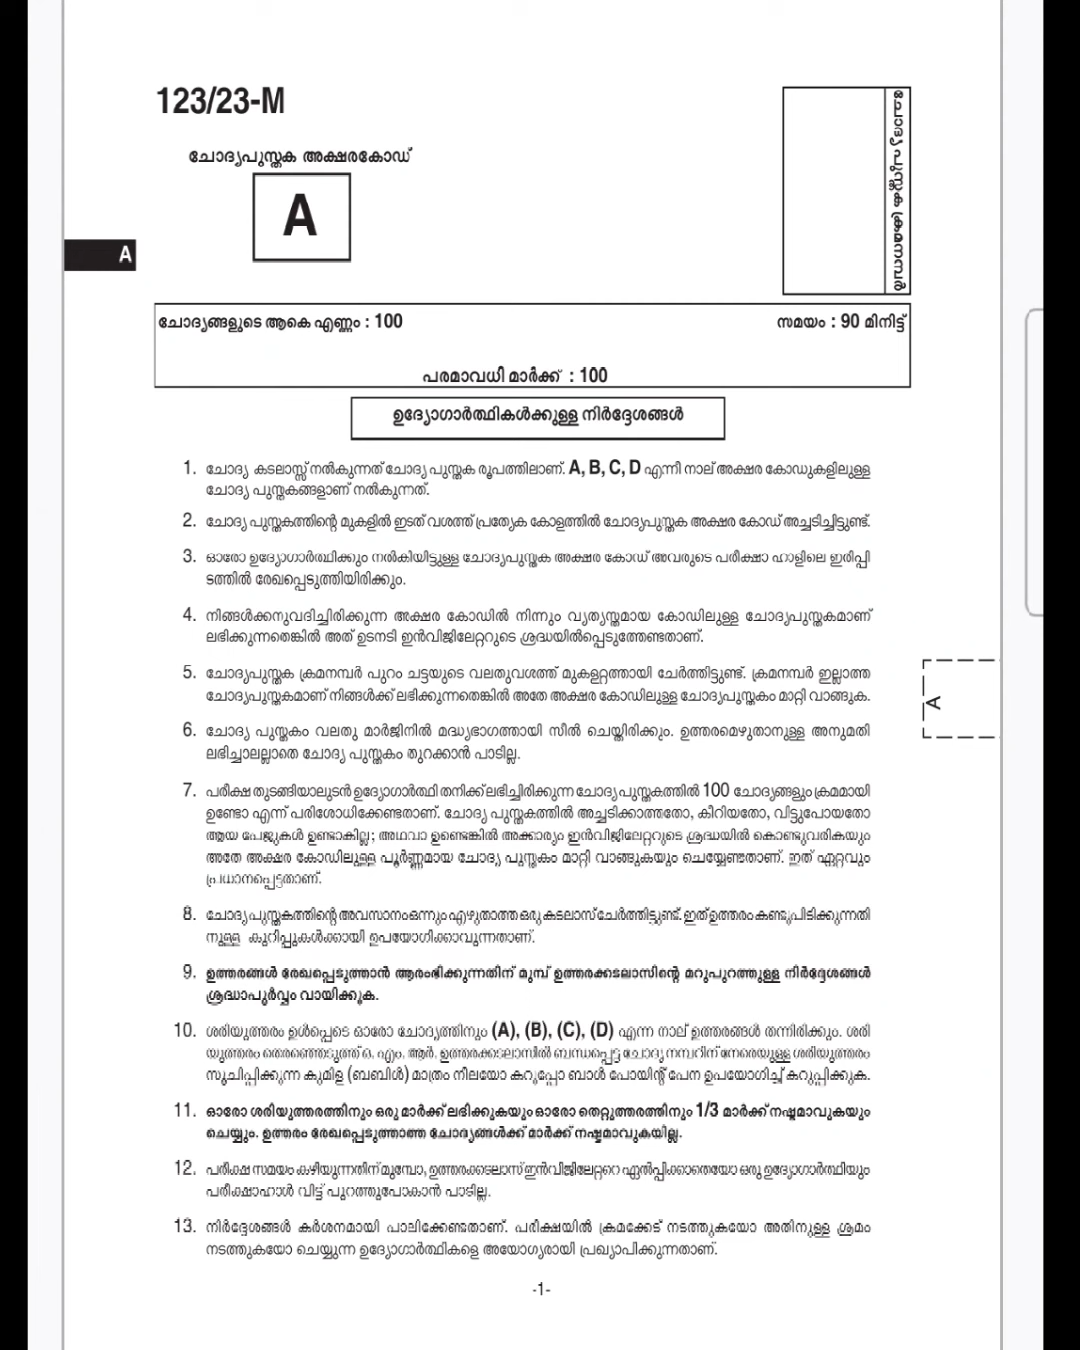 123/23-M
ചോദ്യപുസ്തക അക്ഷരകോഡ്
A
A
ചോദ്യ പുസ്തക ക്രമനമ്പർ
ചോദ്യങ്ങളുടെ ആകെ എണ്ണം : 100
സമയം : 90 മിനിട്ട്
പരമാവധി മാർക്ക് : 100
ഉദ്യോഗാർത്ഥികൾക്കുള്ള നിർദ്ദേശങ്ങൾ
1. ചോദ്യ കടലാസ്സ് നൽകുന്നത് ചോദ്യ പുസ്തക രൂപത്തിലാണ്. A, B, C, D എന്നീ നാല് അക്ഷര കോഡുകളിലുള്ള
ചോദ്യ പുസ്തകങ്ങളാണ് നൽകുന്നത്.
2. ചോദ്യ പുസ്തകത്തിന്റെ മുകളിൽ ഇടത് വശത്ത് പ്രത്യേക കോളത്തിൽ ചോദ്യപുസ്തക അക്ഷര കോഡ് അച്ചടിച്ചിട്ടുണ്ട്.
3. ഓരോ ഉദ്യോഗാർത്ഥിക്കും നൽകിയിട്ടുള്ള ചോദ്യപുസ്തക അക്ഷര കോഡ് അവരുടെ പരീക്ഷാ ഹാളിലെ ഇരിപ്പി
ടത്തിൽ രേഖപ്പെടുത്തിയിരിക്കും.
4. നിങ്ങൾക്കനുവദിച്ചിരിക്കുന്ന അക്ഷര കോഡിൽ നിന്നും വ്യത്യസ്തമായ കോഡിലുള്ള ചോദ്യപുസ്തകമാണ്
ലഭിക്കുന്നതെങ്കിൽ അത് ഉടനടി ഇൻവിജിലേറ്ററുടെ ശ്രദ്ധയിൽപ്പെടുത്തേണ്ടതാണ്.
5. ചോദ്യപുസ്തക ക്രമനമ്പർ പുറം ചട്ടയുടെ വലതുവശത്ത് മുകളറ്റത്തായി ചേർത്തിട്ടുണ്ട്. ക്രമനമ്പർ ഇല്ലാത്ത
ചോദ്യപുസ്തകമാണ് നിങ്ങൾക്ക് ലഭിക്കുന്നതെങ്കിൽ അതേ അക്ഷര കോഡിലുള്ള ചോദ്യപുസ്തകം മാറ്റി വാങ്ങുക.
A
6. ചോദ്യ പുസ്തകം വലതു മാർജിനിൽ മദ്ധ്യഭാഗത്തായി സീൽ ചെയ്തിരിക്കും. ഉത്തരമെഴുതാനുള്ള അനുമതി
ലഭിച്ചാലല്ലാതെ ചോദ്യ പുസ്തകം തുറക്കാൻ പാടില്ല.
7. പരീക്ഷ തുടങ്ങിയാലുടൻ ഉദ്യോഗാർത്ഥി തനിക്ക് ലഭിച്ചിരിക്കുന്ന ചോദ്യ പുസ്തകത്തിൽ 100 ചോദ്യങ്ങളും ക്രമമായി
ഉണ്ടോ എന്ന് പരിശോധിക്കേണ്ടതാണ്. ചോദ്യ പുസ്തകത്തിൽ അച്ചടിക്കാത്തതോ, കീറിയതോ, വിട്ടുപോയതോ
ആയ പേജുകൾ ഉണ്ടാകില്ല; അഥവാ ഉണ്ടെങ്കിൽ അക്കാര്യം ഇൻവിജിലേറ്ററുടെ ശ്രദ്ധയിൽ കൊണ്ടുവരികയും
അതേ അക്ഷര കോഡിലുള്ള പൂർണ്ണമായ ചോദ്യ പുസ്തകം മാറ്റി വാങ്ങുകയും ചെയ്യേണ്ടതാണ്. ഇത് ഏറ്റവും
പ്രധാനപ്പെട്ടതാണ്.
8. ചോദ്യ പുസ്തകത്തിന്റെ അവസാനം ഒന്നും എഴുതാത്ത ഒരു കടലാസ് ചേർത്തിട്ടുണ്ട്. ഇത് ഉത്തരം കണ്ടുപിടിക്കുന്നതി
നുള്ള കുറിപ്പുകൾക്കായി ഉപയോഗിക്കാവുന്നതാണ്.
9. ഉത്തരങ്ങൾ രേഖപ്പെടുത്താൻ ആരംഭിക്കുന്നതിന് മുമ്പ് ഉത്തരക്കടലാസിന്റെ മറുപുറത്തുള്ള നിർദ്ദേശങ്ങൾ
ശ്രദ്ധാപൂർവ്വം വായിക്കുക.
10. ശരിയുത്തരം ഉൾപ്പെടെ ഓരോ ചോദ്യത്തിനും (A), (B), (C), (D) എന്ന നാല് ഉത്തരങ്ങൾ തന്നിരിക്കും. ശരി
യുത്തരം തെരഞ്ഞെടുത്ത് ഒ. എം. ആർ. ഉത്തരക്കടലാസിൽ ബന്ധപ്പെട്ട ചോദ്യ നമ്പറിന് നേരെയുള്ള ശരിയുത്തരം
സൂചിപ്പിക്കുന്ന കുമിള (ബബിൾ) മാത്രം നീലയോ കറുപ്പോ ബാൾ പോയിന്റ് പേന ഉപയോഗിച്ച് കറുപ്പിക്കുക.
11. ഓരോ ശരിയുത്തരത്തിനും ഒരു മാർക്ക് ലഭിക്കുകയും ഓരോ തെറ്റുത്തരത്തിനും 1/3 മാർക്ക് നഷ്ടമാവുകയും
ചെയ്യും. ഉത്തരം രേഖപ്പെടുത്താത്ത ചോദ്യങ്ങൾക്ക് മാർക്ക് നഷ്ടമാവുകയില്ല.
12. പരീക്ഷ സമയം കഴിയുന്നതിന് മുമ്പോ, ഉത്തരക്കടലാസ് ഇൻവിജിലേറ്ററെ ഏൽപ്പിക്കാതെയോ ഒരു ഉദ്യോഗാർത്ഥിയും
പരീക്ഷാഹാൾ വിട്ട് പുറത്തുപോകാൻ പാടില്ല.
13. നിർദ്ദേശങ്ങൾ കർശനമായി പാലിക്കേണ്ടതാണ്. പരീക്ഷയിൽ ക്രമക്കേട് നടത്തുകയോ അതിനുള്ള ശ്രമം
നടത്തുകയോ ചെയ്യുന്ന ഉദ്യോഗാർത്ഥികളെ അയോഗ്യരായി പ്രഖ്യാപിക്കുന്നതാണ്.
-1-